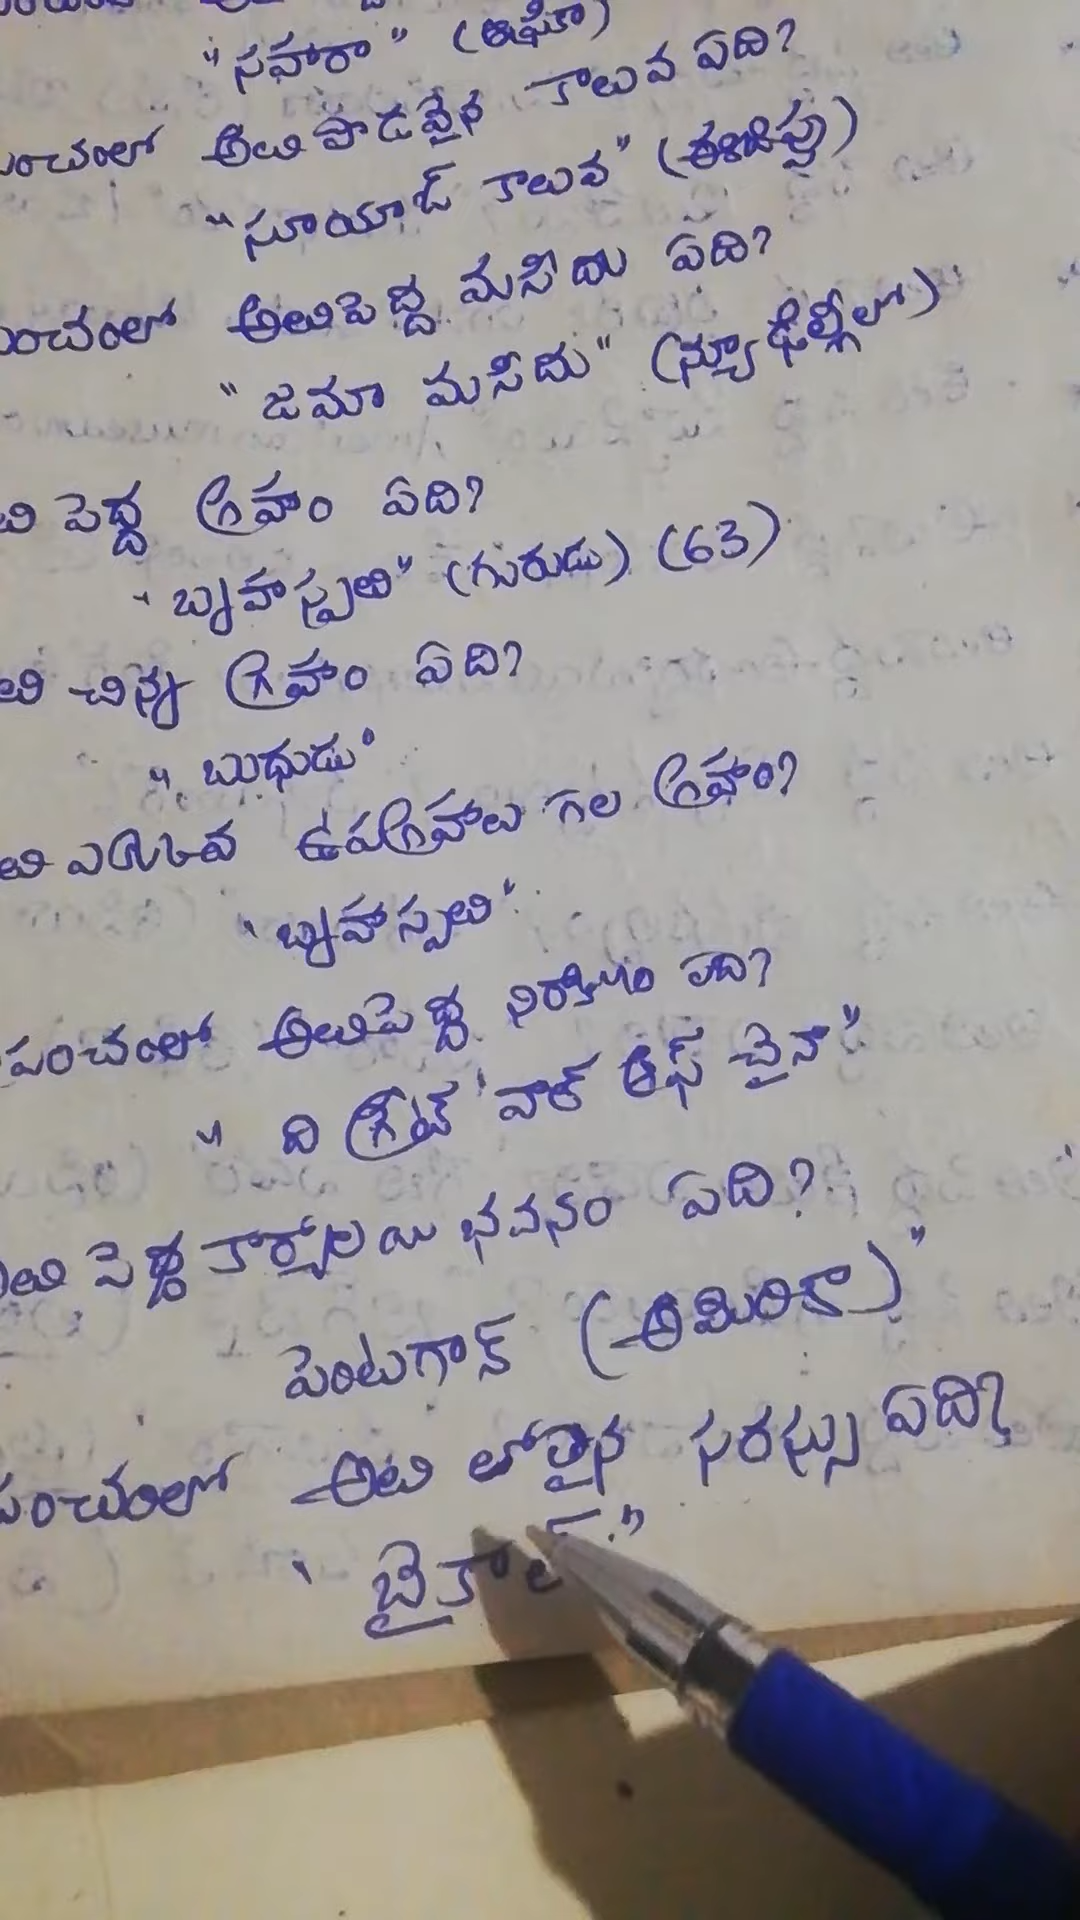 "సహారా" (ఆఫ్రికా)
పంచంలో అతి పొడవైన కాలువ ఏది?
"సూయాజ్ కాలువ" (ఈజిప్టు)
పంచంలో అతిపెద్ద మసీదు ఏది?
"జమా మసీదు" (న్యూఢిల్లీలో)
తి పెద్ద గ్రహం ఏది?
"బృహస్పతి" (గురుడు) (63)
తి చిన్న గ్రహం ఏది?
"బుధుడు"
తి ఎక్కువ ఉపగ్రహాలు గల గ్రహం?
"బృహస్పతి"
పంచంలో అతిపెద్ద నిర్మాణం ఏది?
"ది గ్రేట్ వాల్ ఆఫ్ చైనా"
అతి పెద్ద కార్యాలయ భవనం ఏది?
పెంటగాన్ (అమెరికా)"
పంచంలో అతి లోతైన సరస్సు ఏది?
"బైకాల్"